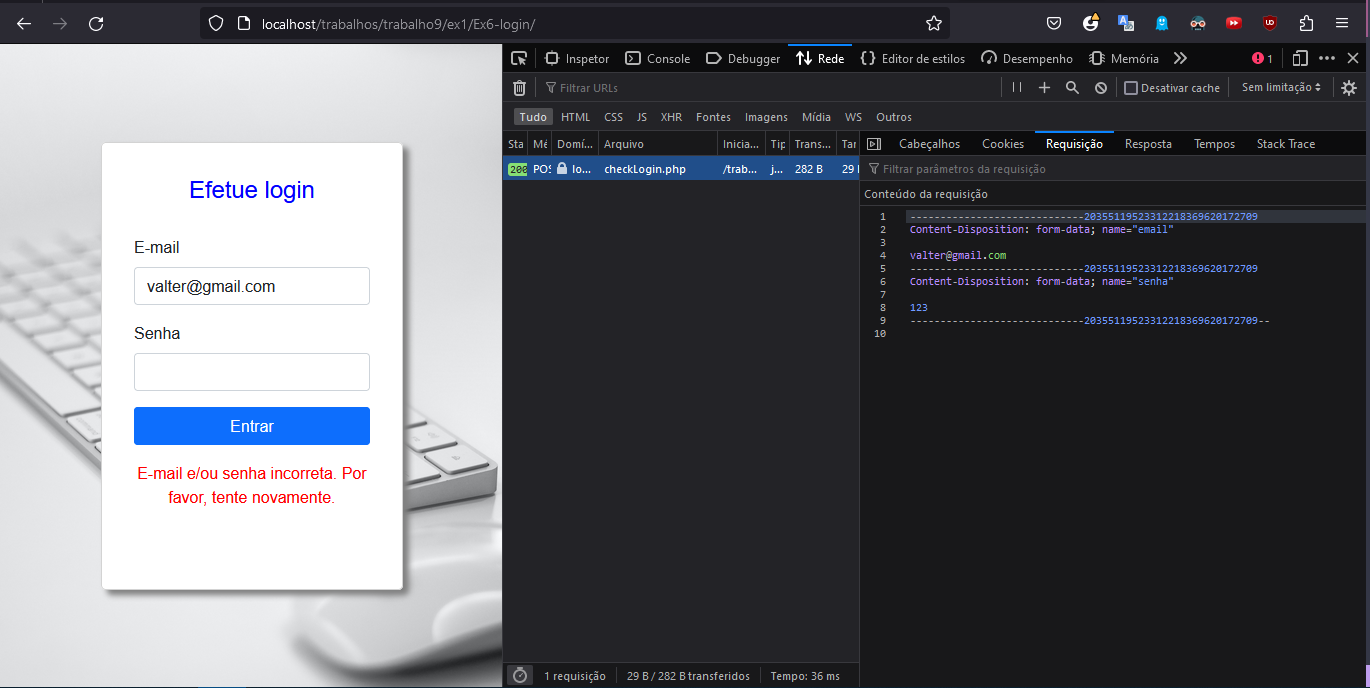 localhost/trabalhos/trabalho9/ex1/Ex6-login/
Inspetor Console Debugger Rede Editor de estilos Desempenho Memória 1
Filtrar URLs Desativar cache Sem limitação
Tudo HTML CSS JS XHR Fontes Imagens Mídia WS Outros
Sta Mé Domí... Arquivo Inicia... Tip Trans... Tar
200 POS lo... checkLogin.php /trab... j... 282 B 29 
Cabeçalhos Cookies Requisição Resposta Tempos Stack Trace
Filtrar parâmetros da requisição
Conteúdo da requisição
1 -----------------------------203551195233122183696201727​09
2 Content-Disposition: form-data; name="email"
3
4 valter@gmail.com
5 -----------------------------20355119523312218369620172709
6 Content-Disposition: form-data; name="senha"
7
8 123
9 -----------------------------20355119523312218369620172709--
10
Efetue login
E-mail
valter@gmail.com
Senha
Entrar
E-mail e/ou senha incorreta. Por
favor, tente novamente.
1 requisição 29 B / 282 B transferidos Tempo: 36 ms